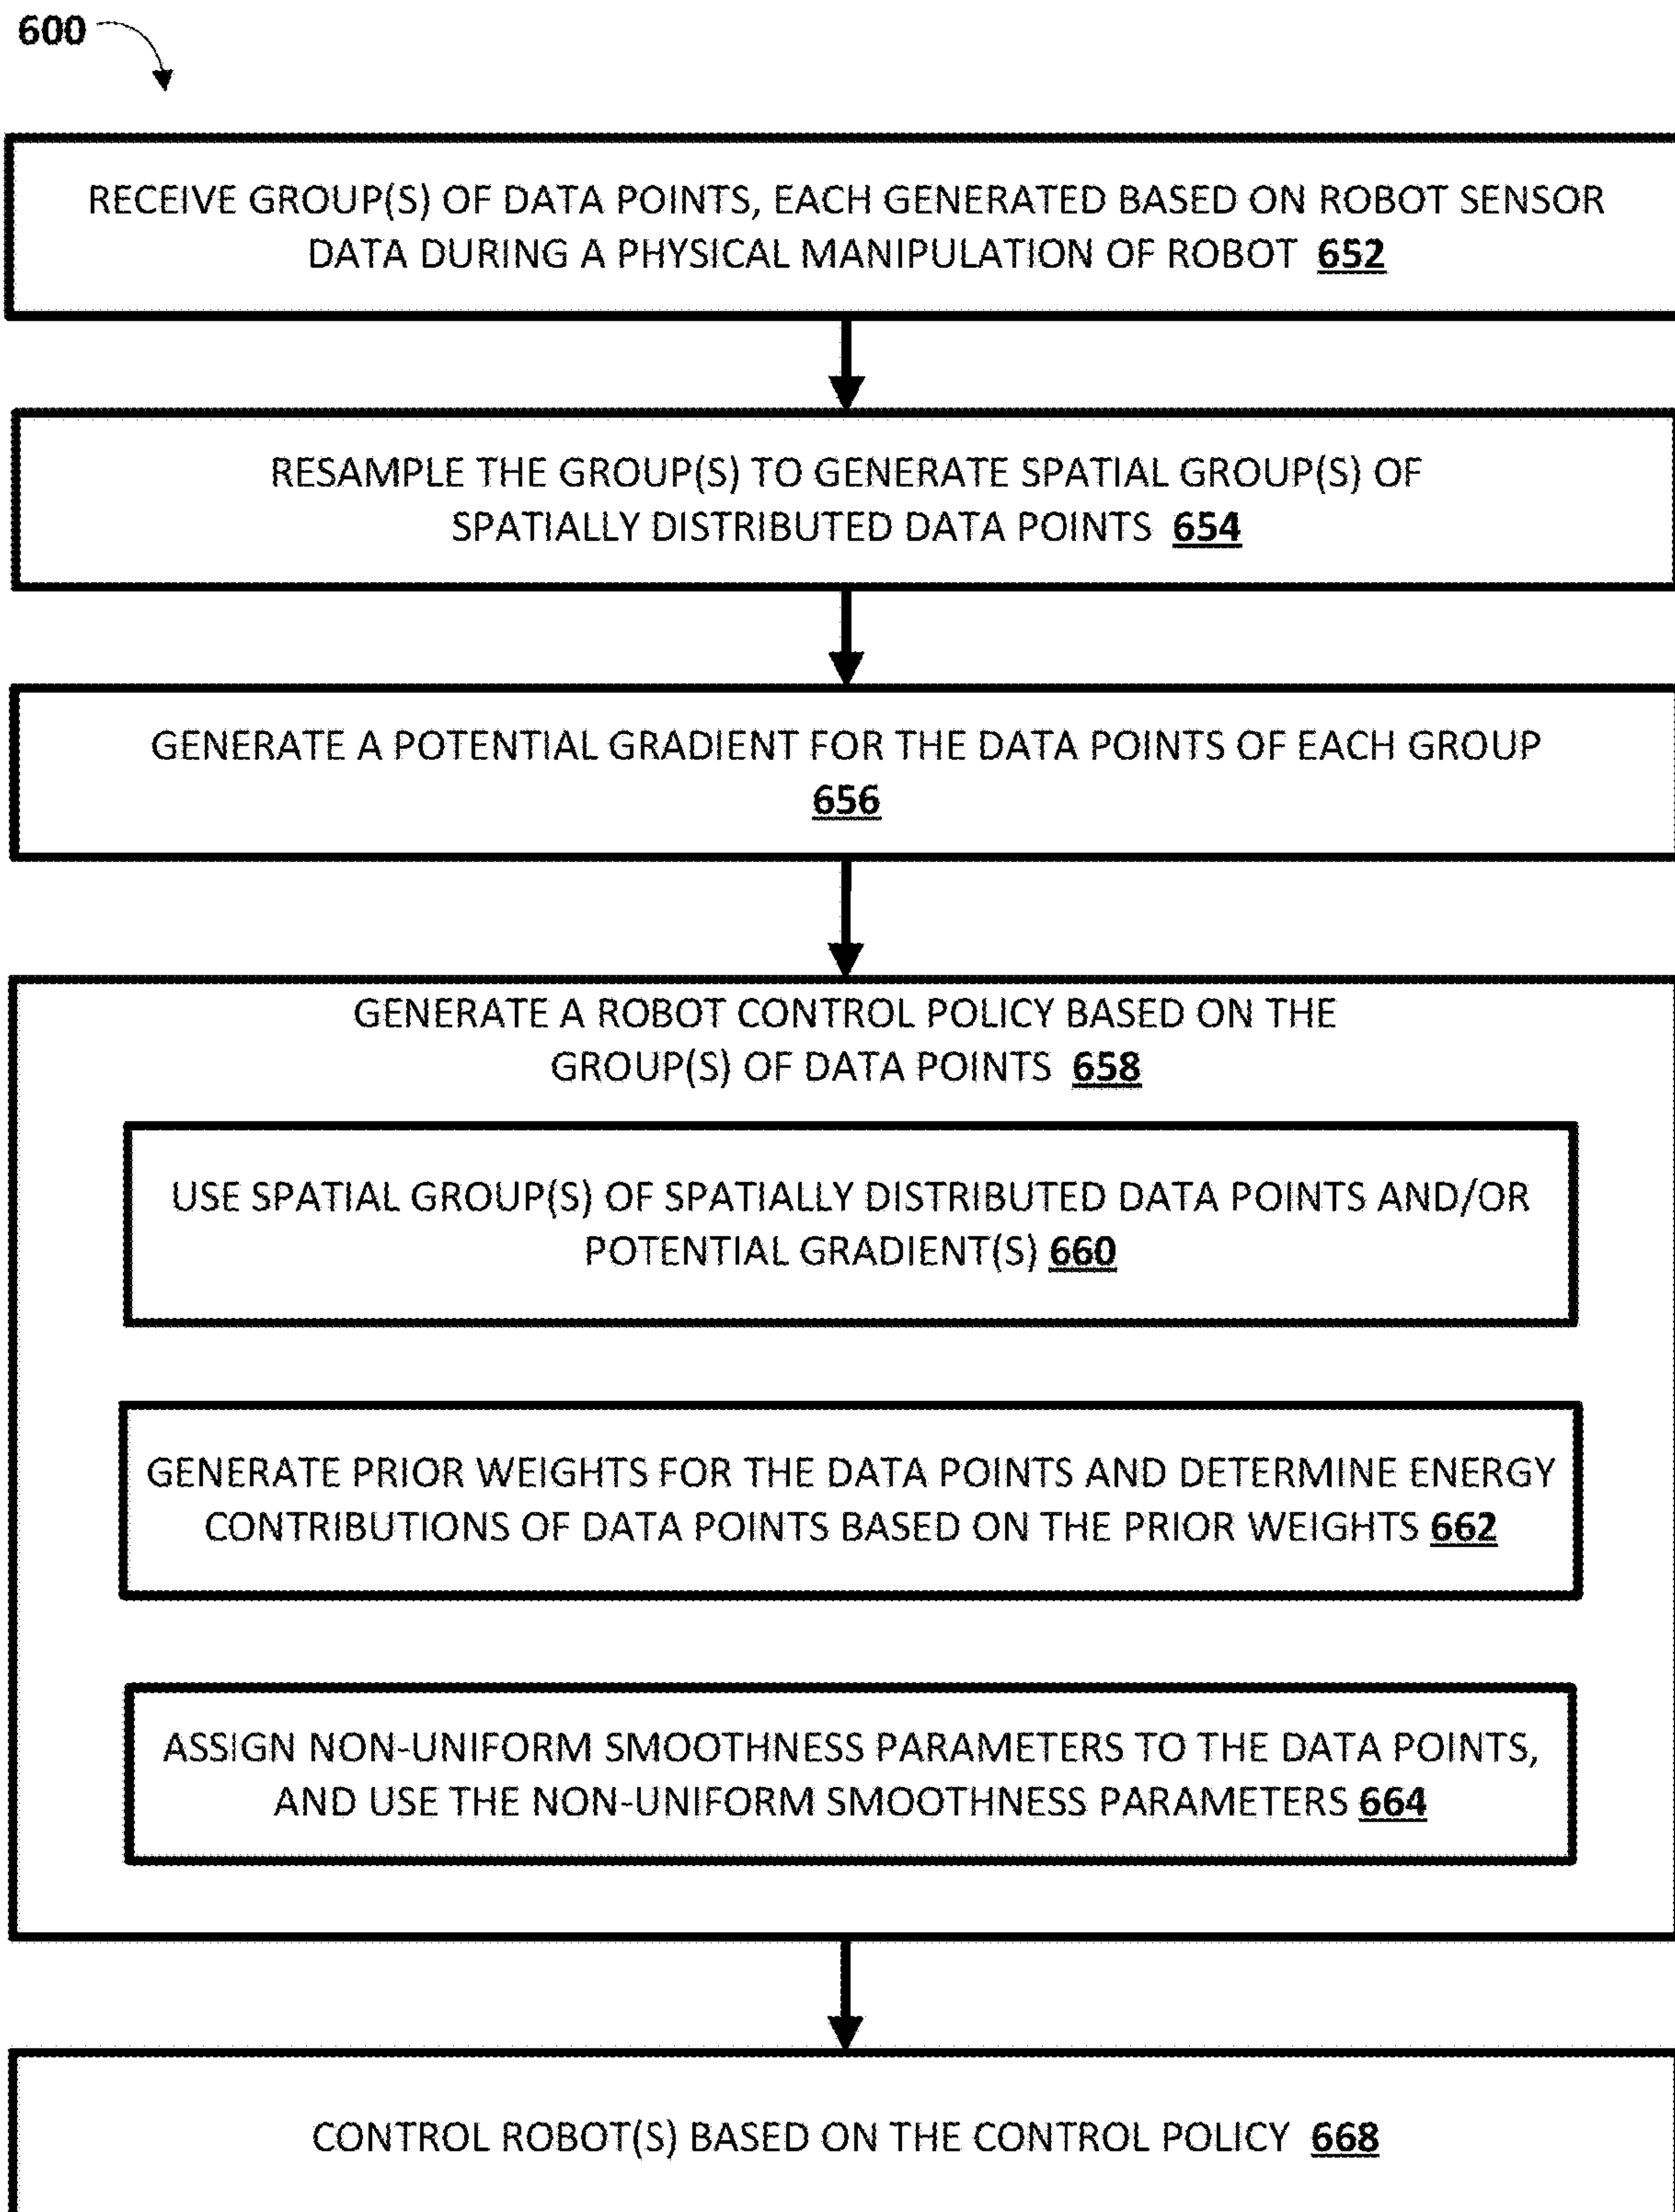 600
RECEIVE GROUP(S) OF DATA POINTS, EACH GENERATED BASED ON ROBOT SENSOR
DATA DURING A PHYSICAL MANIPULATION OF ROBOT 652
RESAMPLE THE GROUP(S) TO GENERATE SPATIAL GROUP(S) OF
SPATIALLY DISTRIBUTED DATA POINTS 654
GENERATE A POTENTIAL GRADIENT FOR THE DATA POINTS OF EACH GROUP
656
GENERATE A ROBOT CONTROL POLICY BASED ON THE
GROUP(S) OF DATA POINTS 658
USE SPATIAL GROUP(S) OF SPATIALLY DISTRIBUTED DATA POINTS AND/OR
POTENTIAL GRADIENT(S) 660
GENERATE PRIOR WEIGHTS FOR THE DATA POINTS AND DETERMINE ENERGY
CONTRIBUTIONS OF DATA POINTS BASED ON THE PRIOR WEIGHTS 662
ASSIGN NON-UNIFORM SMOOTHNESS PARAMETERS TO THE DATA POINTS,
AND USE THE NON-UNIFORM SMOOTHNESS PARAMETERS 664
CONTROL ROBOT(S) BASED ON THE CONTROL POLICY 668